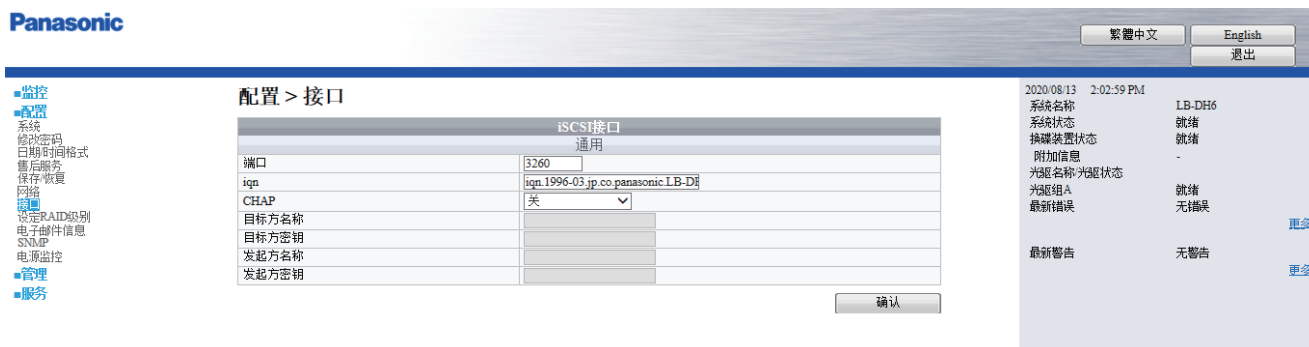 Panasonic
繁體中文
English
退出
■监控
■配置
系统
修改密码
日期/时间格式
售后服务
保存/恢复
网络
接口
设定RAID级别
电子邮件信息
SNMP
电源监控
■管理
■服务
配置 > 接口
iSCSI接口
通用
端口 3260
iqn iqn.1996-03.jp.co.panasonic.LB-DH
CHAP 关
目标方名称
目标方密钥
发起方名称
发起方密钥
确认
2020/08/13 2:02:59 PM
系统名称 LB-DH6
系统状态 就绪
换碟装置状态 就绪
附加信息 -
光驱名称/光驱状态
光驱组A 就绪
最新错误 无错误
更多
最新警告 无警告
更多